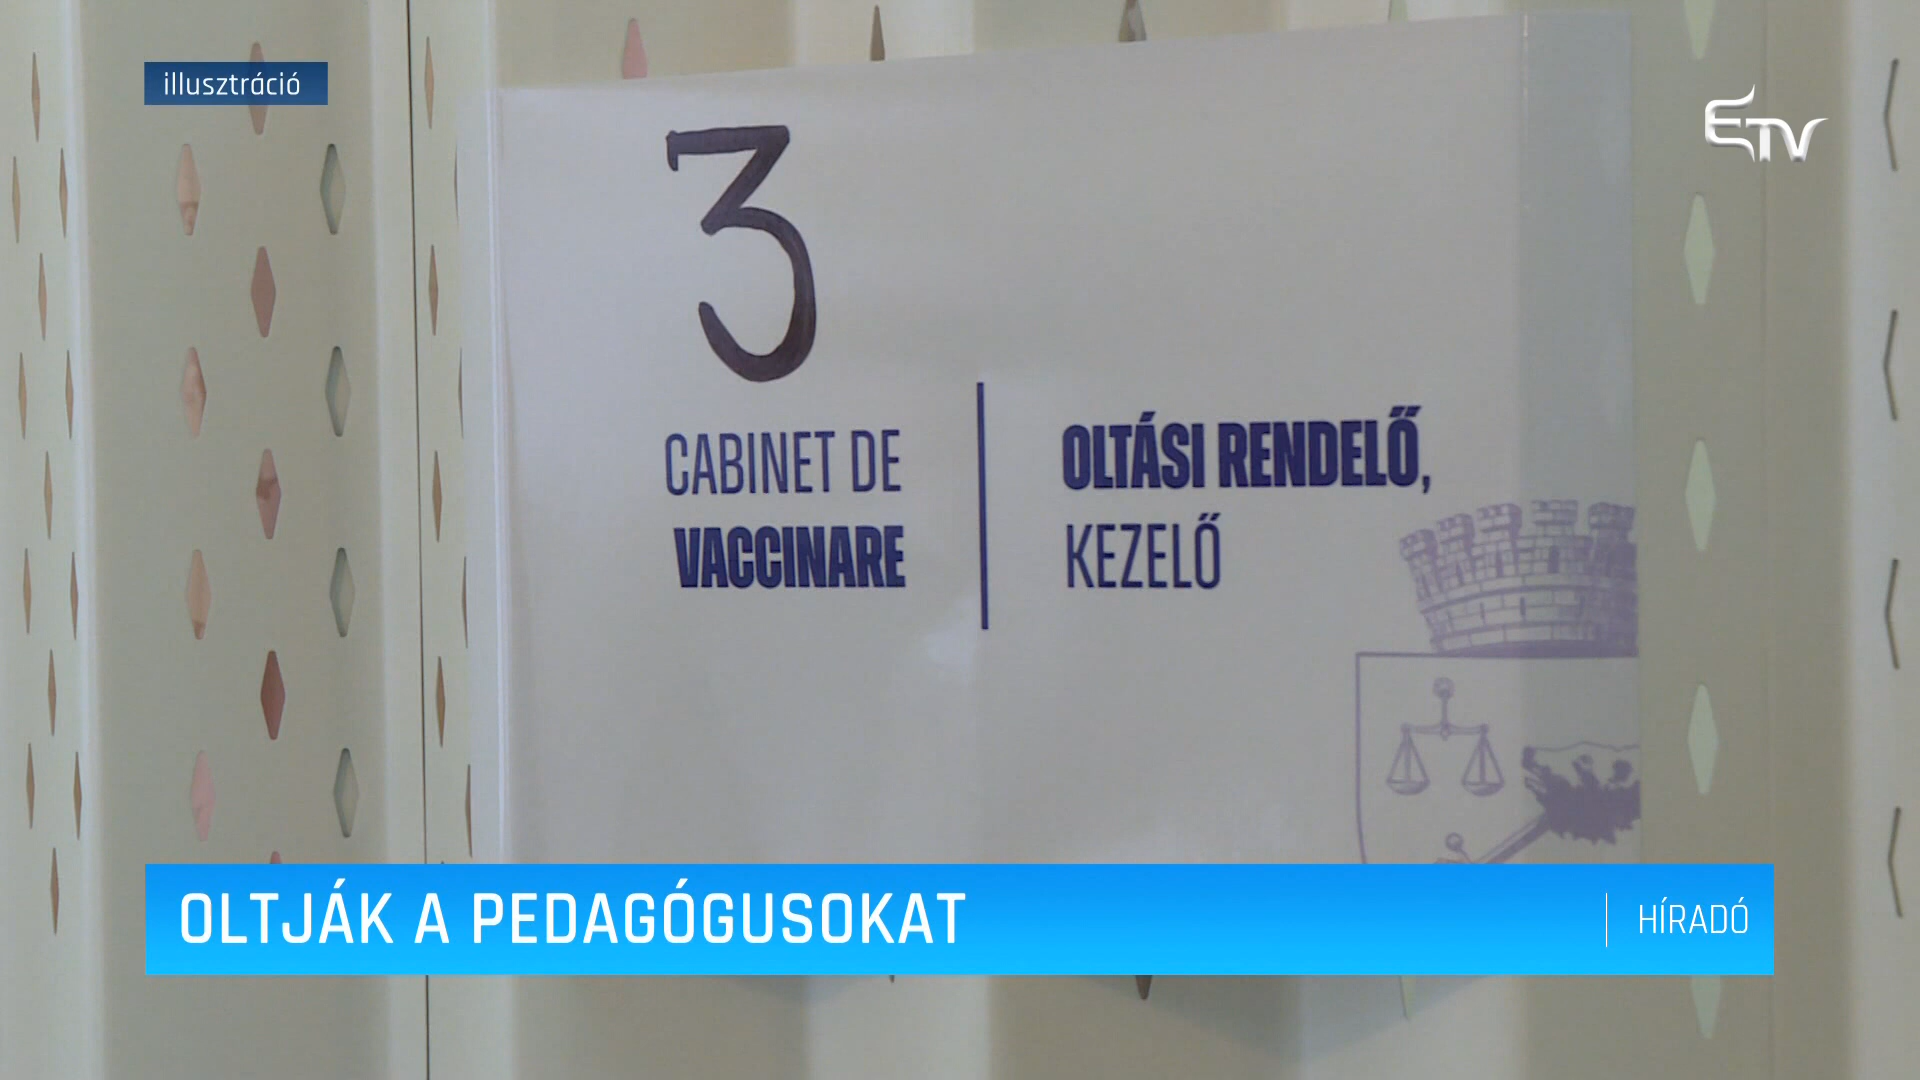 illusztráció
ETV
3
CABINET DE
VACCINARE
OLTÁSI RENDELŐ,
KEZELŐ
OLTJÁK A PEDAGÓGUSOKAT
HÍRADÓ